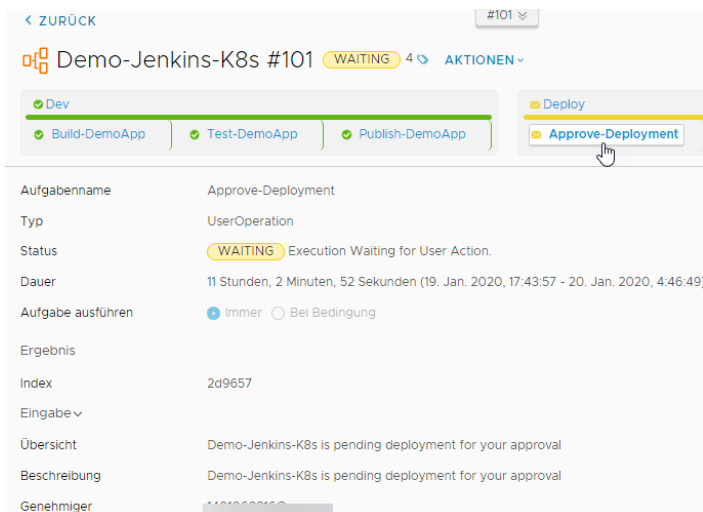 ZURÜCK
#101
Demo-Jenkins-K8s #101 WAITING 4 AKTIONEN
Dev
Deploy
Build-DemoApp Test-DemoApp Publish-DemoApp Approve-Deployment
Aufgabenname Approve-Deployment
Typ UserOperation
Status WAITING Execution Waiting for User Action.
Dauer 11 Stunden, 2 Minuten, 52 Sekunden (19. Jan. 2020, 17:43:57 - 20. Jan. 2020, 4:46:49)
Aufgabe ausführen Immer Bei Bedingung
Ergebnis
Index 2d9657
Eingabe
Übersicht Demo-Jenkins-K8s is pending deployment for your approval
Beschreibung Demo-Jenkins-K8s is pending deployment for your approval
Genehmiger